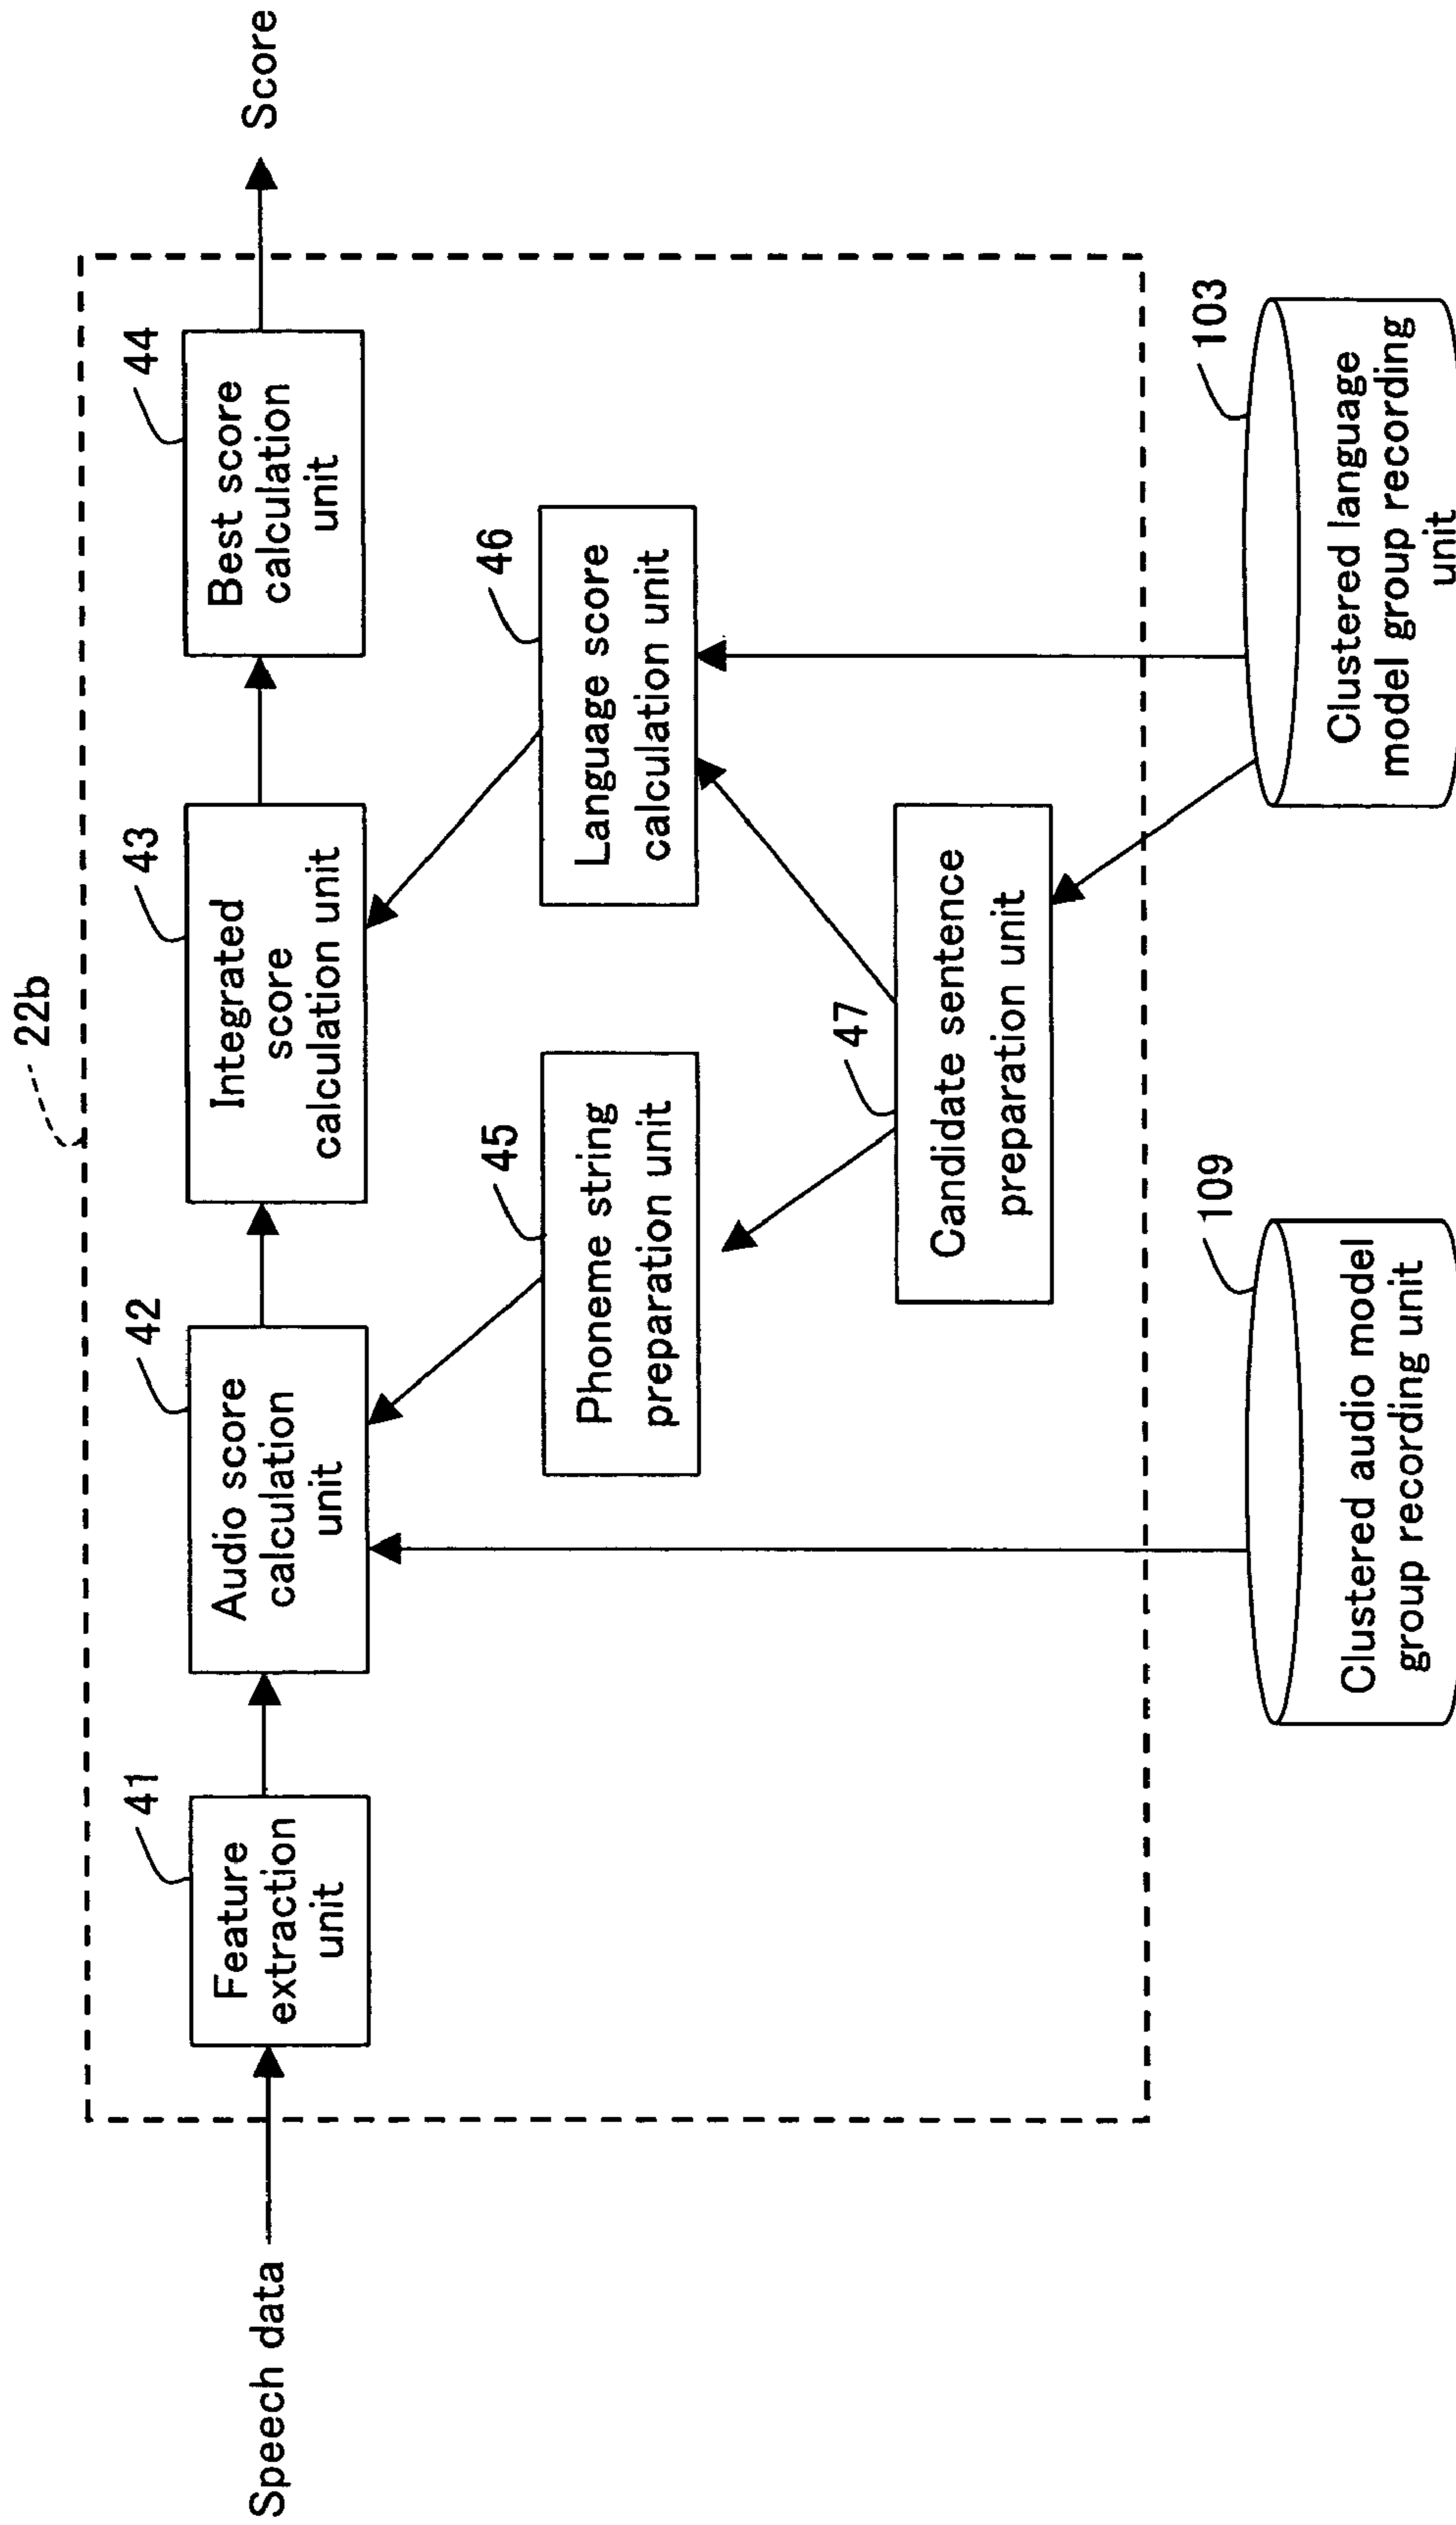 22b
41
42
43
44
Speech data
Feature
extraction
unit
Audio score
calculation
unit
Integrated
score
calculation unit
Best score
calculation
unit
Score
45
46
Phoneme string
preparation unit
Language score
calculation unit
47
Candidate sentence
preparation unit
109
103
Clustered audio model
group recording unit
Clustered language
model group recording
unit